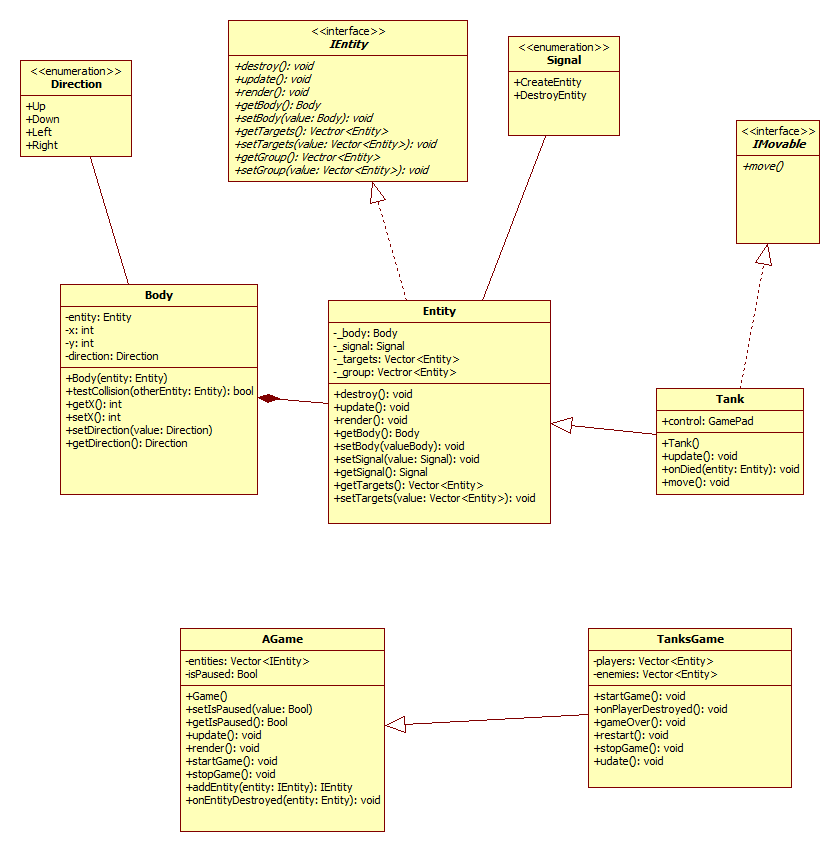 <<enumeration>>
Direction
+Up
+Down
+Left
+Right
<<interface>>
IEntity
+destroy(): void
+update(): void
+render(): void
+getBody(): Body
+setBody(value: Body): void
+getTargets(): Vectror<Entity>
+setTargets(value: Vector<Entity>): void
+getGroup(): Vectror<Entity>
+setGroup(value: Vector<Entity>): void
<<enumeration>>
Signal
+CreateEntity
+DestroyEntity
<<interface>>
IMovable
+move()
Body
-entity: Entity
-x: int
-y: int
-direction: Direction
+Body(entity: Entity)
+testCollision(otherEntity: Entity): bool
+getX(): int
+setX(): int
+setDirection(value: Direction)
+getDirection(): Direction
Entity
-_body: Body
-_signal: Signal
-_targets: Vector<Entity>
-_group: Vectror<Entity>
+destroy(): void
+update(): void
+render(): void
+getBody(): Body
+setBody(valueBody): void
+setSignal(value: Signal): void
+getSignal(): Signal
+getTargets(): Vector<Entity>
+setTargets(value: Vector<Entity>): void
Tank
+control: GamePad
+Tank()
+update(): void
+onDied(entity: Entity): void
+move(): void
AGame
-entities: Vector<IEntity>
-isPaused: Bool
+Game()
+setIsPaused(value: Bool)
+getIsPaused(): Bool
+update(): void
+render(): void
+startGame(): void
+stopGame(): void
+addEntity(entity: IEntity): IEntity
+onEntityDestroyed(entity: Entity): void
TanksGame
-players: Vector<Entity>
-enemies: Vector<Entity>
+startGame(): void
+onPlayerDestroyed(): void
+gameOver(): void
+restart(): void
+stopGame(): void
+udate(): void